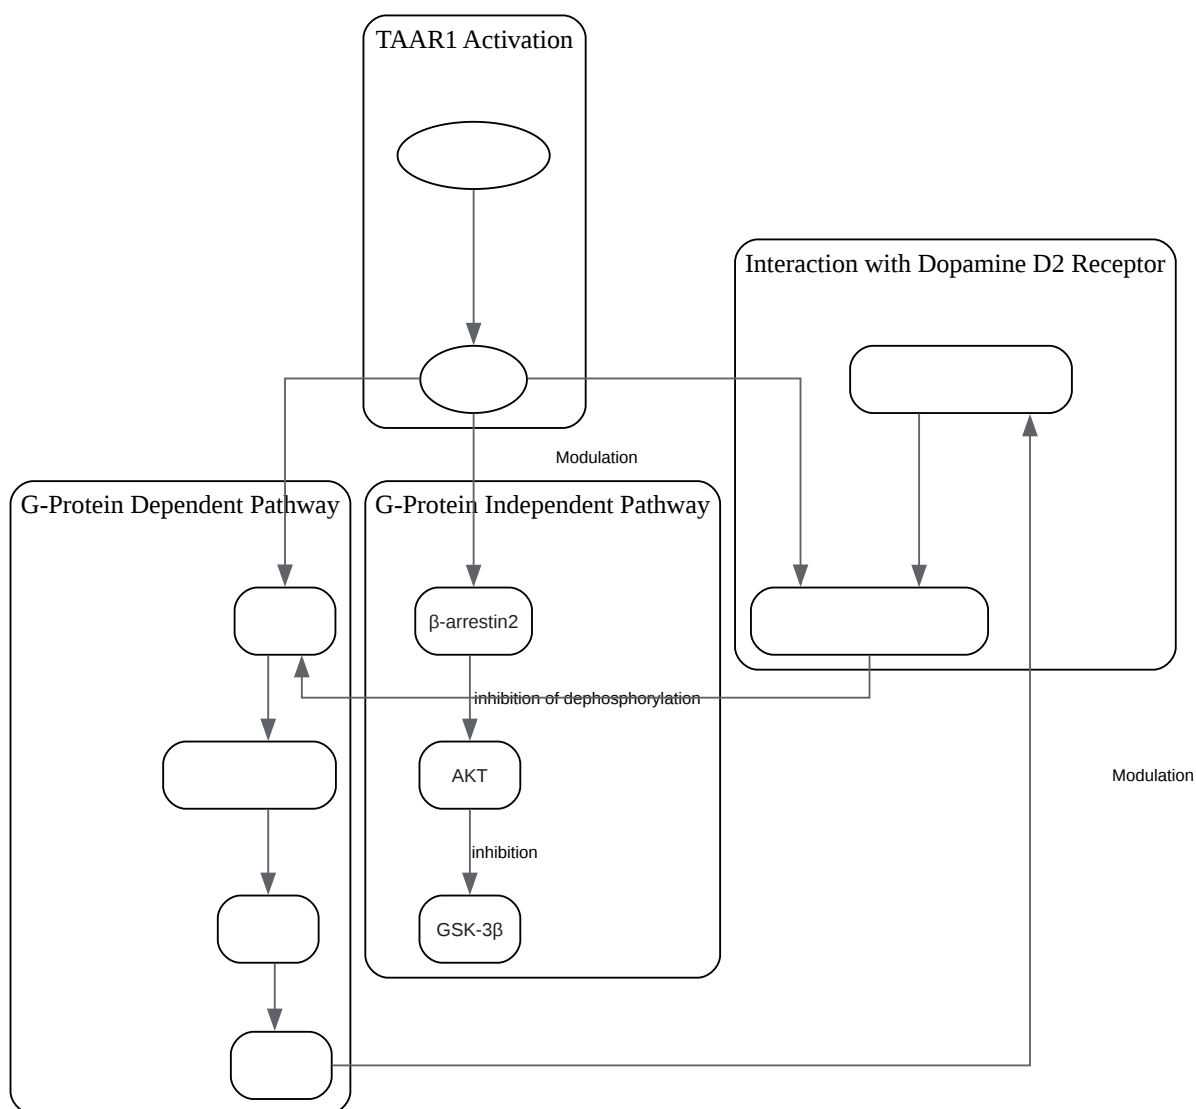 TAAR1 Activation
Interaction with Dopamine D2 Receptor
Modulation
G-Protein Dependent Pathway
G-Protein Independent Pathway
β-arrestin2
inhibition of dephosphorylation
AKT
Modulation
inhibition
GSK-3β